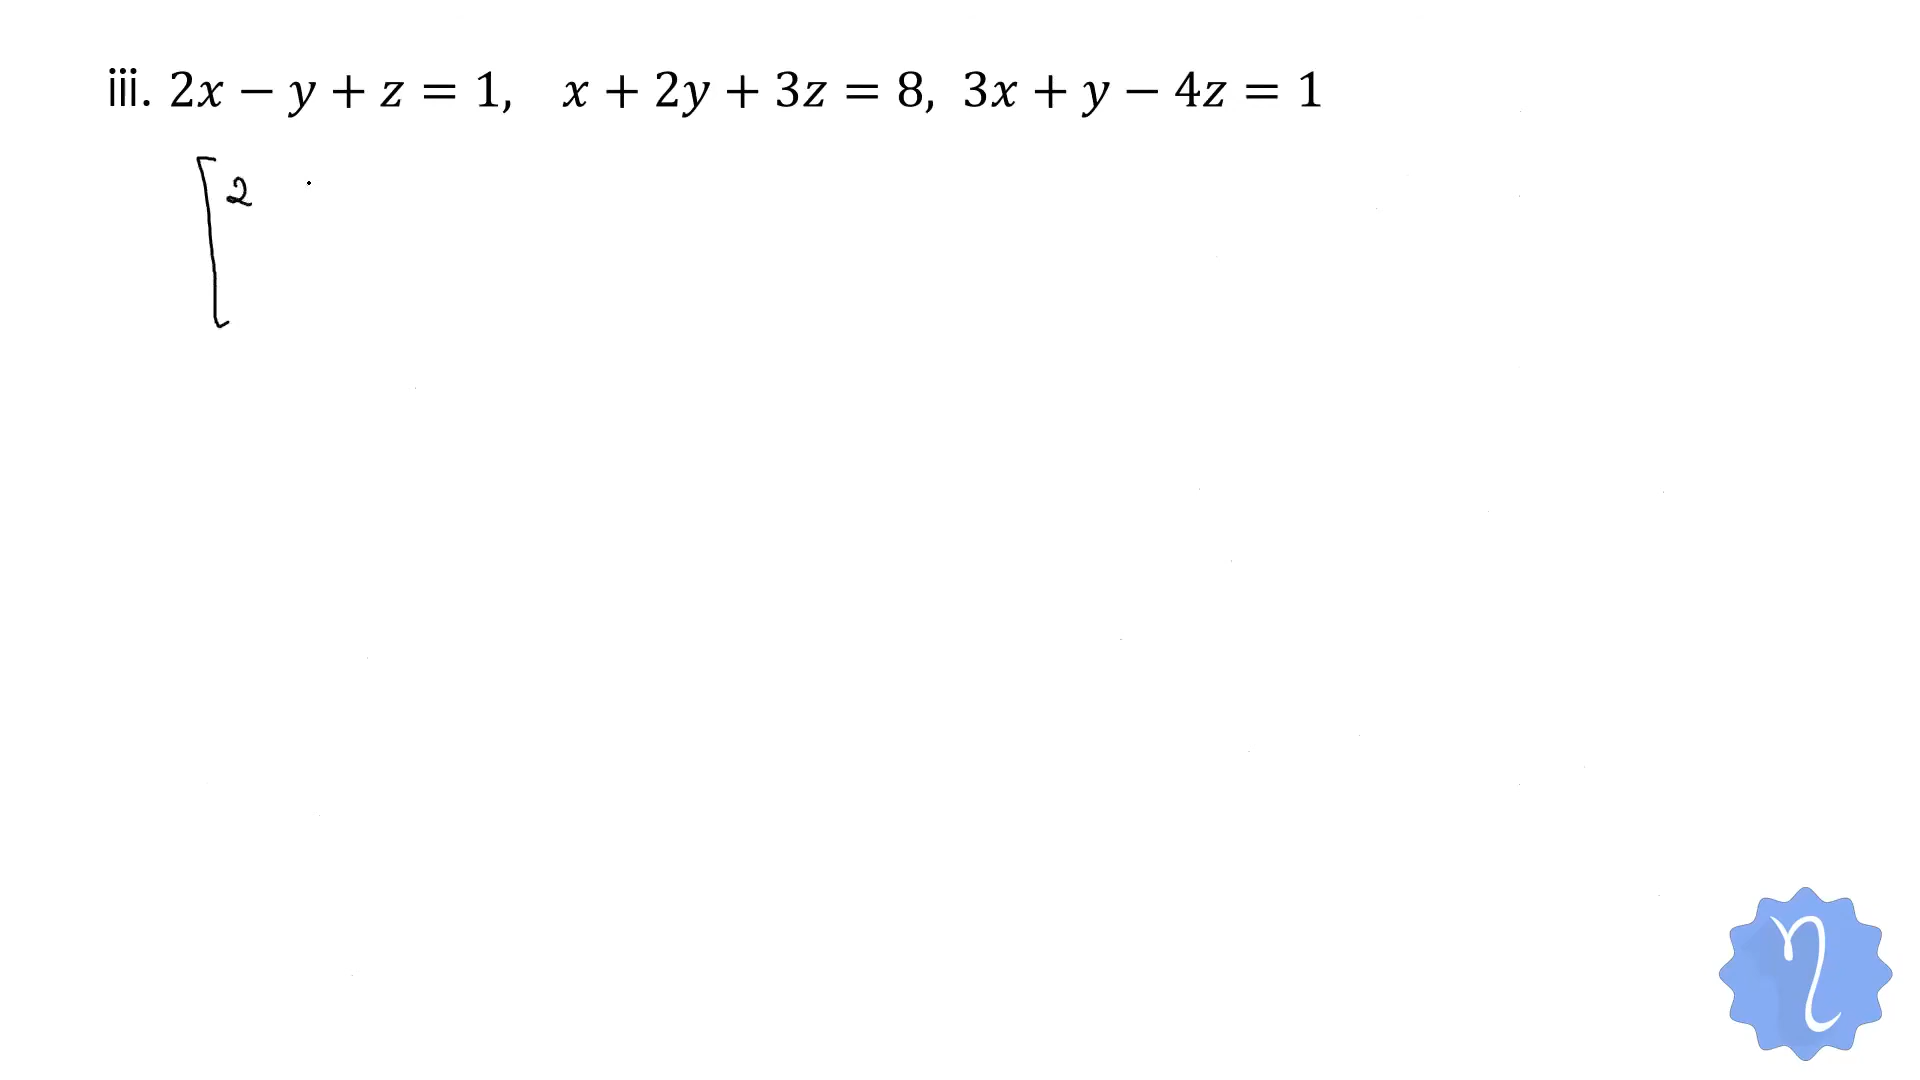 iii. 2x − y + z = 1, x + 2y + 3z = 8, 3x + y − 4z = 1
[2